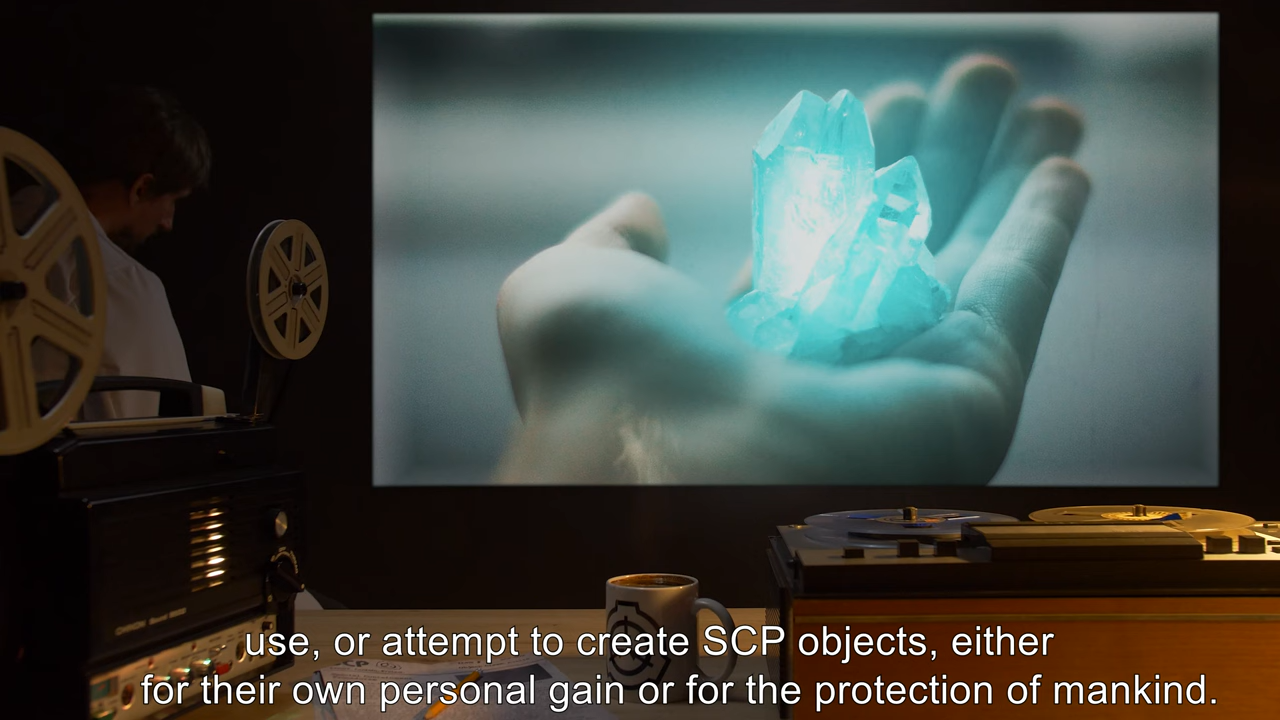 use, or attempt to create SCP objects, either
for their own personal gain or for the protection of mankind.